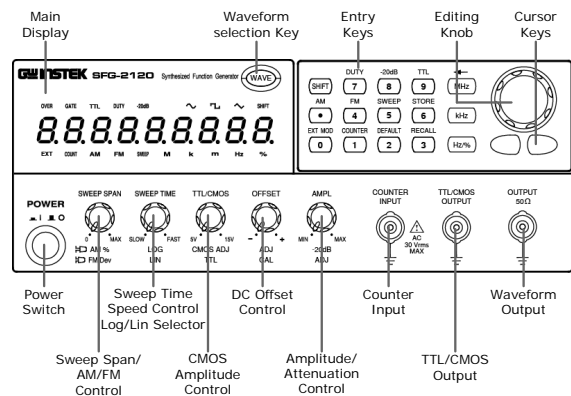 Main Display
Waveform selection Key
Entry Keys
Editing Knob
Cursor Keys
GW INSTEK SFG-2120 Synthesized Function Generator
WAVE
OVER GATE TTL DUTY -20dB SHIFT
8.8.8.8.8.8.8.8.8.
EXT COUNT AM FM SWEEP M k m Hz %
DUTY -20dB TTL
SHIFT 7 8 9 MHz
AM FM SWEEP STORE
• 4 5 6 kHz
EXT MOD COUNTER DEFAULT RECALL
0 1 2 3 Hz/%
POWER
I O
SWEEP SPAN
0 MAX
AM %
FM Dev
SWEEP TIME
SLOW FAST
LOG
LIN
TTL/CMOS
5V 15V
CMOS ADJ
TTL
OFFSET
- +
ADJ
CAL
AMPL
MIN MAX
-20dB
ADJ
COUNTER INPUT
AC
30 Vrms
MAX
TTL/CMOS OUTPUT
OUTPUT
50Ω
Power Switch
Sweep Time
Speed Control
Log/Lin Selector
DC Offset Control
Counter Input
Waveform Output
Sweep Span/
AM/FM
Control
CMOS
Amplitude
Control
Amplitude/
Attenuation
Control
TTL/CMOS
Output